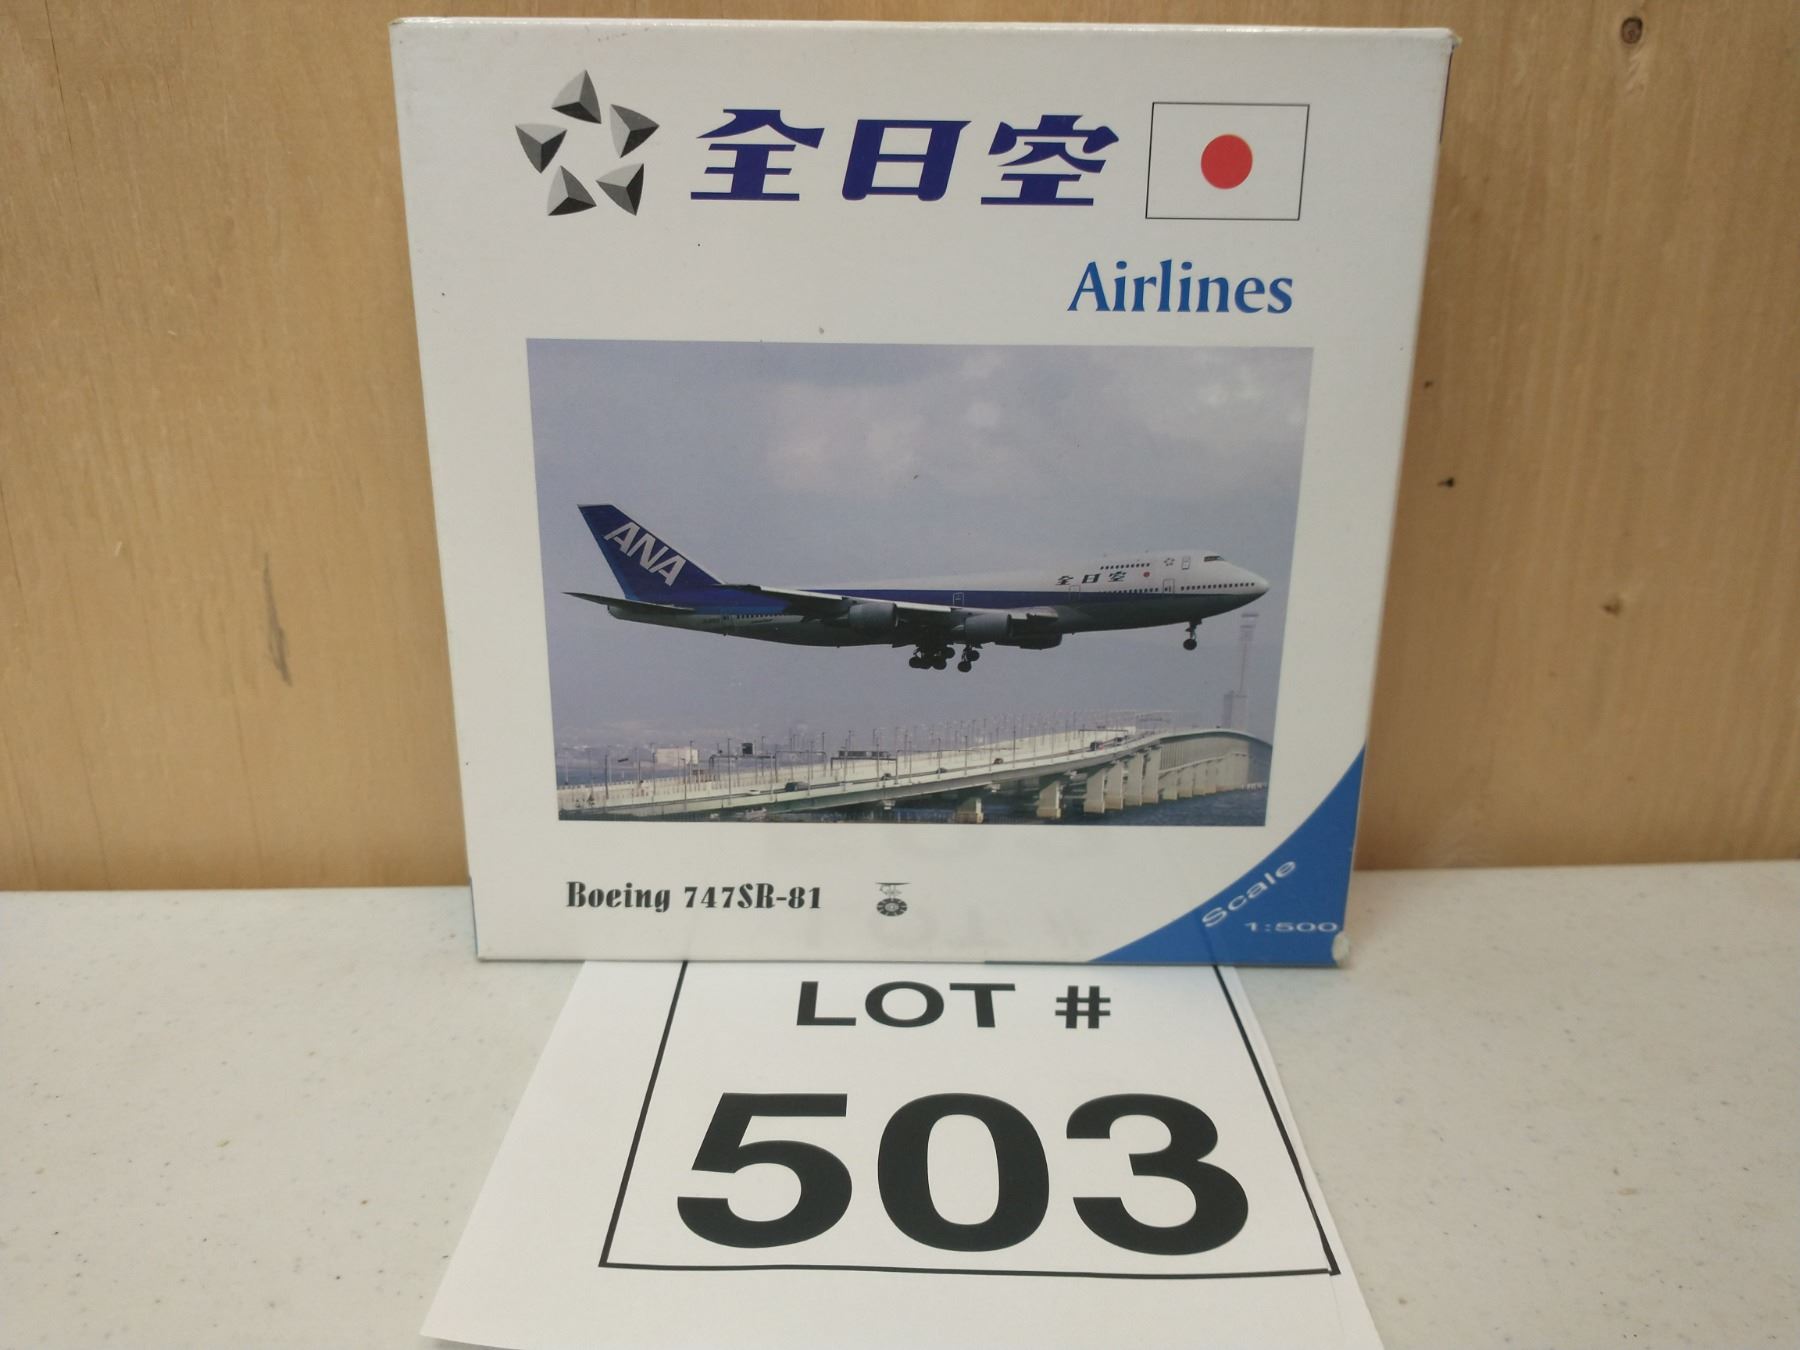 全日空
Airlines
ANA
全日空
Boeing 747SR-81
Scale
1:500
LOT #
503